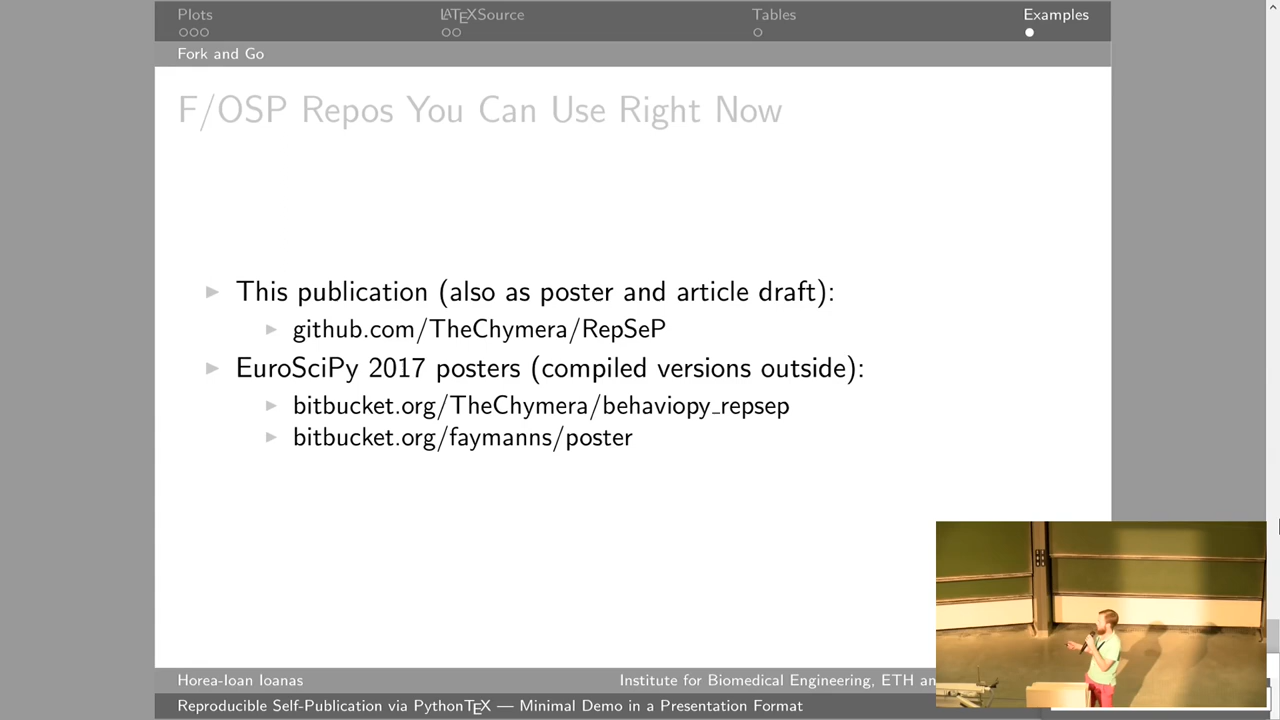 Plots LATEXSource Tables Examples
Fork and Go
F/OSP Repos You Can Use Right Now
This publication (also as poster and article draft):
github.com/TheChymera/RepSeP
EuroSciPy 2017 posters (compiled versions outside):
bitbucket.org/TheChymera/behaviopy_repsep
bitbucket.org/faymanns/poster
Horea-Ioan Ioanas Institute for Biomedical Engineering, ETH an
Reproducible Self-Publication via PythonTEX — Minimal Demo in a Presentation Format